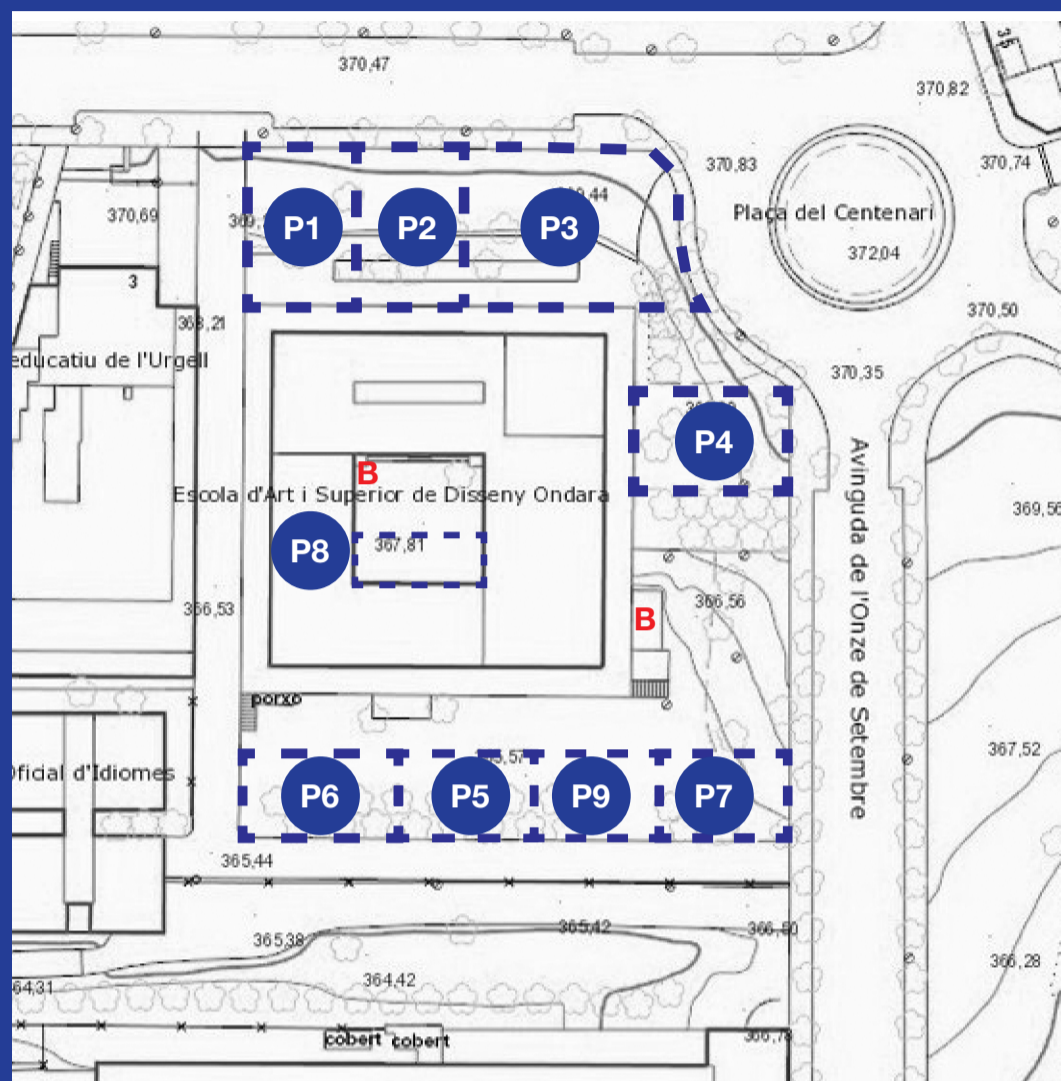 35
370,47
370,82
370,83
370,74
370,69
Plaça del Centenari
372,04
P1
P2
P3
3
370,50
educatiu de l'Urgell
370,35
P4
B
Escola d'Art i Superior de Disseny Ondara
Avinguda de l'Onze de Setembre
369,56
P8
367,81
366,53
366,56
B
porxo
367,52
Oficial d'Idiomes
P6
P5
P9
P7
365,44
365,38
365,42
366,28
364,42
64,31
cobert
cobert